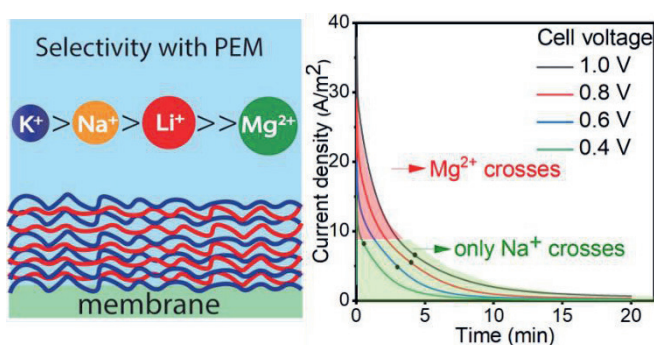 Selectivity with PEM
K⁺ > Na⁺ > Li⁺ >> Mg²⁺
membrane
Current density (A/m²)
40
30
20
10
0
Cell voltage
1.0 V
0.8 V
0.6 V
0.4 V
Mg²⁺ crosses
only Na⁺ crosses
0 5 10 15 20
Time (min)